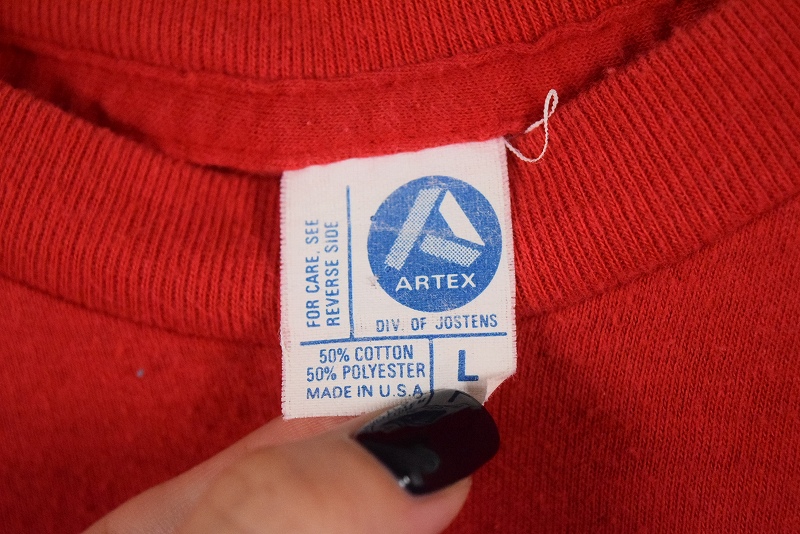 FOR CARE, SEE
REVERSE SIDE
ARTEX
DIV. OF JOSTENS
50% COTTON
50% POLYESTER
MADE IN U.S.A
L